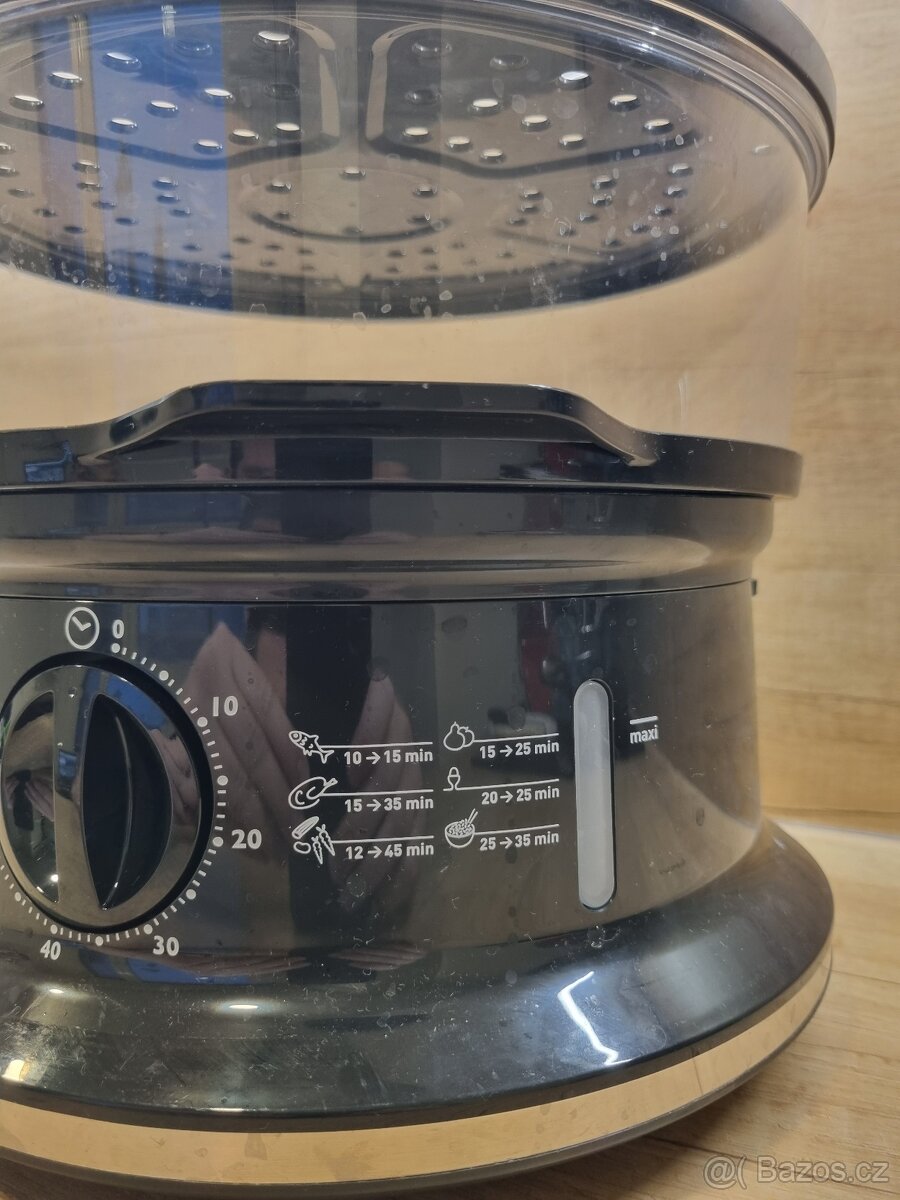 0
10
20
30
40
10→15 min
15→35 min
12→45 min
15→25 min
20→25 min
25→35 min
maxi
@( Bazos.cz